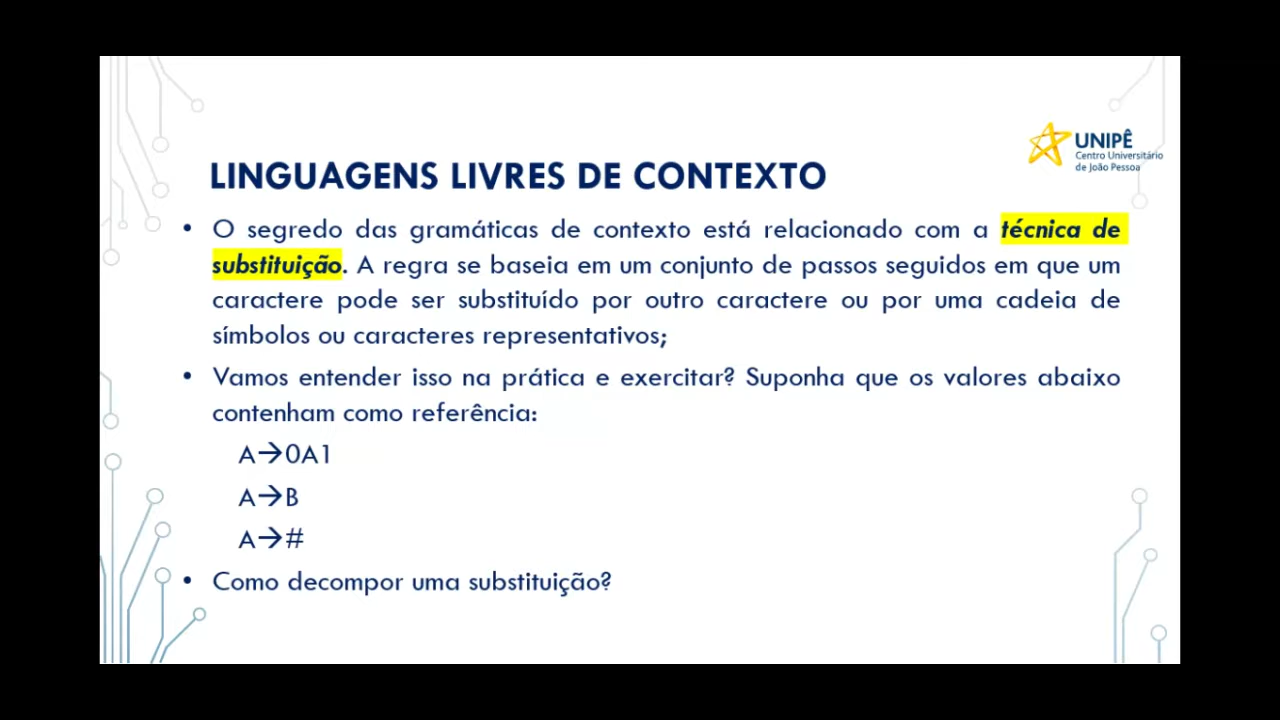 UNIPÊ
Centro Universitário
de João Pessoa
LINGUAGENS LIVRES DE CONTEXTO
• O segredo das gramáticas de contexto está relacionado com a técnica de
substituição. A regra se baseia em um conjunto de passos seguidos em que um
caractere pode ser substituído por outro caractere ou por uma cadeia de
símbolos ou caracteres representativos;
• Vamos entender isso na prática e exercitar? Suponha que os valores abaixo
contenham como referência:
A→0A1
A→B
A→#
• Como decompor uma substituição?